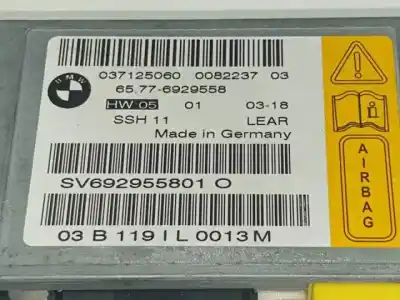 BMW
037125060 0082237 03
65.77-6929558
HW 05 01 03-18
SSH 11 LEAR
Made in Germany
SV692955801 O
03 B 119 I L 0013 M
AIRBAG